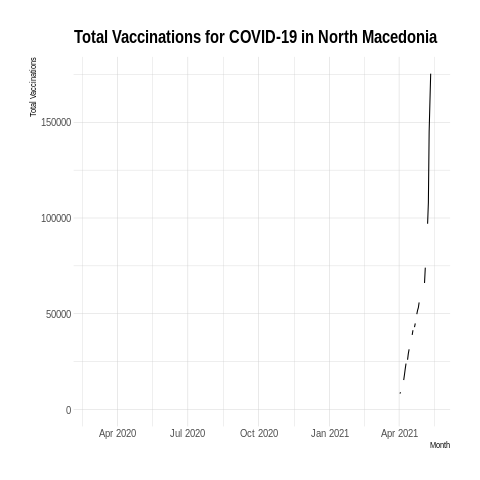 Total Vaccinations for COVID-19 in North Macedonia
Total Vaccinations
150000
100000
50000
0
Apr 2020 Jul 2020 Oct 2020 Jan 2021 Apr 2021
Month